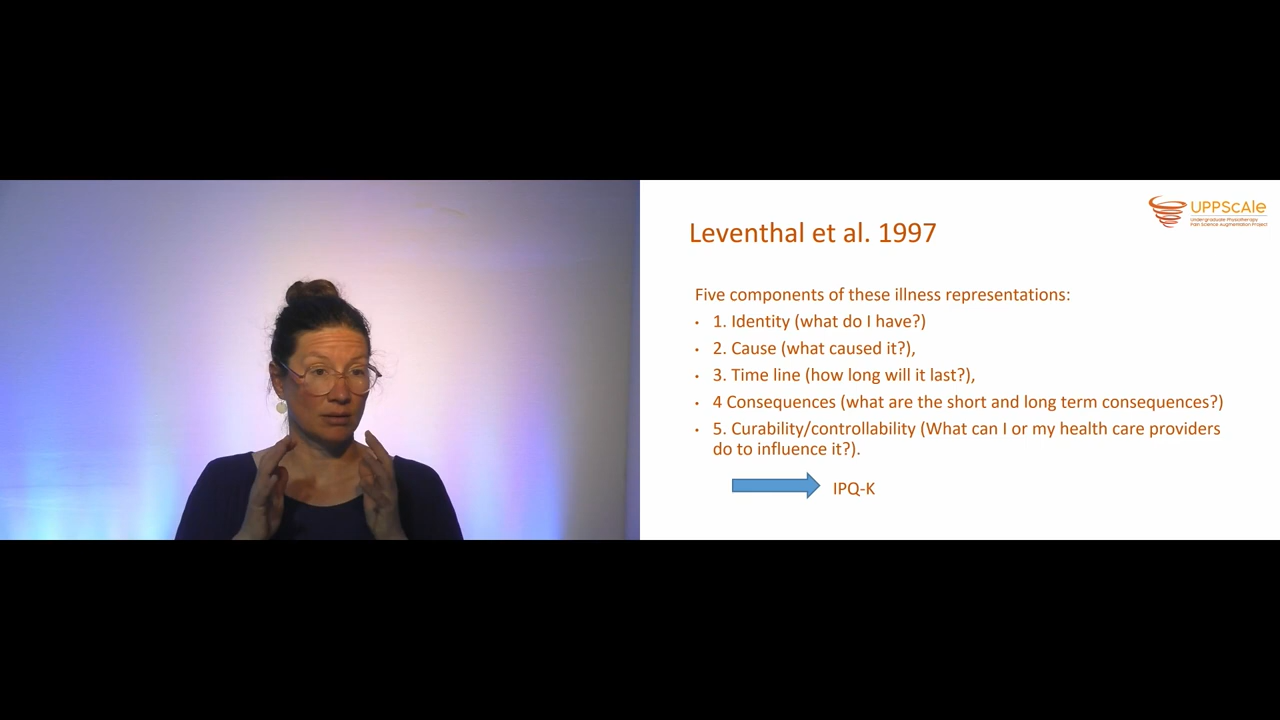 UPPScale
Undergraduate Physiotherapy
Pain Science Augmentation Project
Leventhal et al. 1997
Five components of these illness representations:
• 1. Identity (what do I have?)
• 2. Cause (what caused it?),
• 3. Time line (how long will it last?),
• 4 Consequences (what are the short and long term consequences?)
• 5. Curability/controllability (What can I or my health care providers
do to influence it?).
IPQ-K